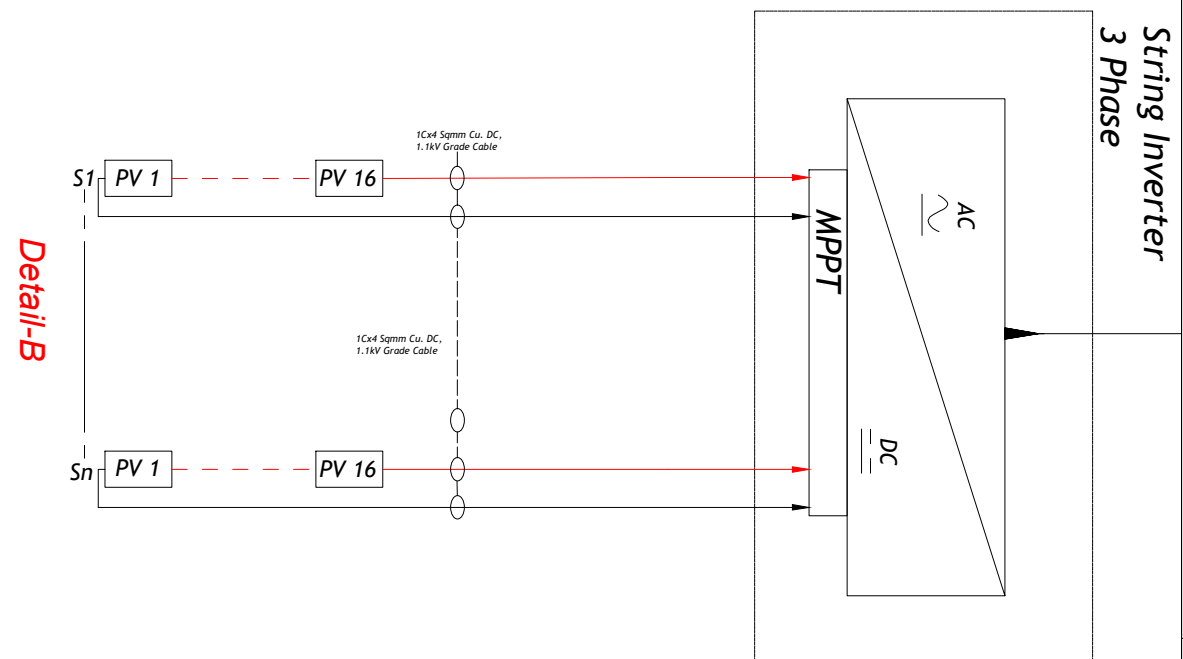 String Inverter
3 Phase
1Cx4 Sqmm Cu. DC,
1.1kV Grade Cable
S1
PV 1
PV 16
MPPT
AC
Detail-B
1Cx4 Sqmm Cu. DC,
1.1kV Grade Cable
DC
Sn
PV 1
PV 16